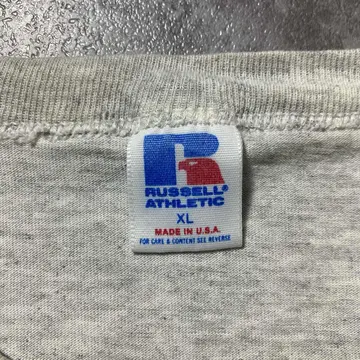 R
RUSSELL®
ATHLETIC
XL
MADE IN U.S.A.
FOR CARE & CONTENT SEE REVERSE